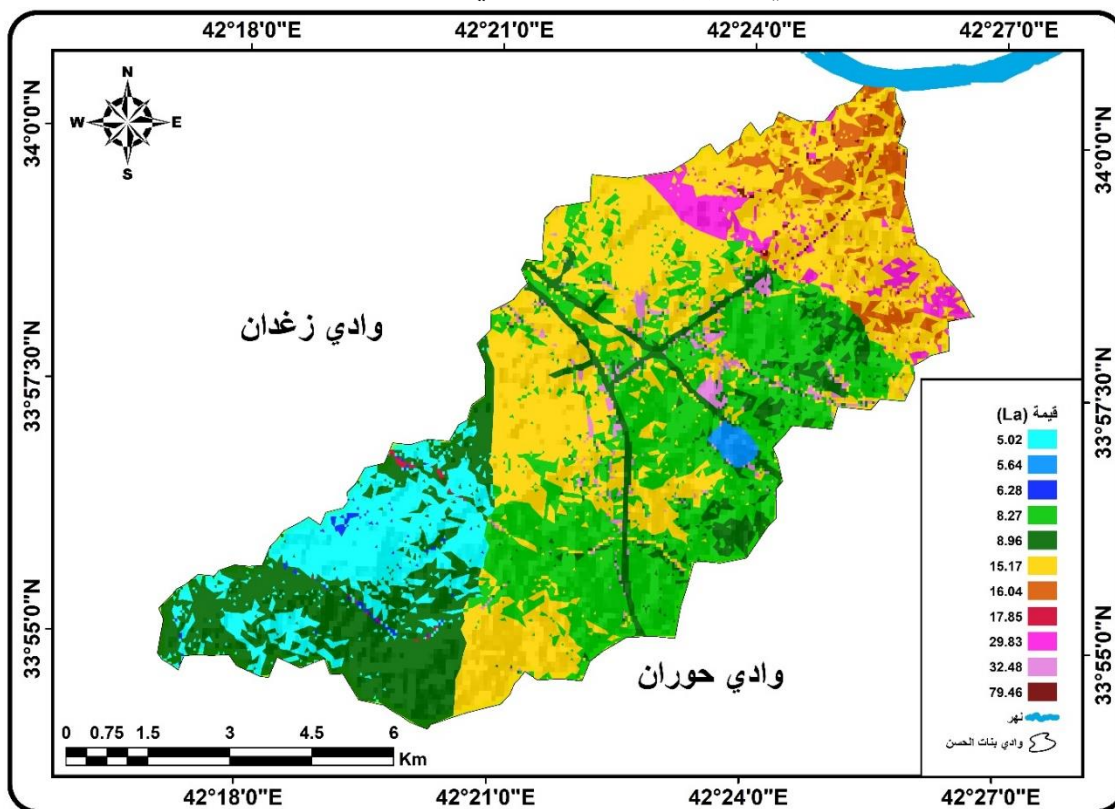 42°18'0"E 42°21'0"E 42°24'0"E 42°27'0"E
34°0'0"N
33°57'30"N
33°55'0"N
34°0'0"N
33°57'30"N
33°55'0"N
N
W E
S
وادي زغدان
وادي حوران
قيمة (La)
5.02
5.64
6.28
8.27
8.96
15.17
16.04
17.85
29.83
32.48
79.46
نهر
وادي بنات الحسن
0 0.75 1.5 3 4.5 6
Km
42°18'0"E 42°21'0"E 42°24'0"E 42°27'0"E